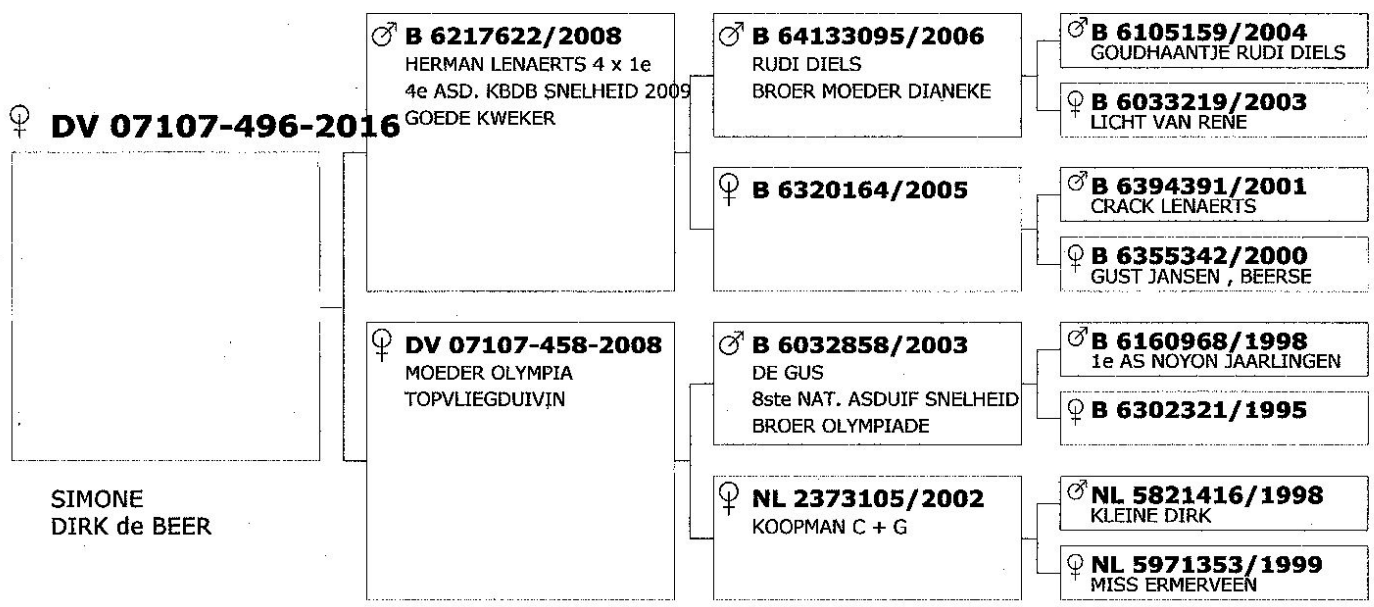 ♀ DV 07107-496-2016
SIMONE
DIRK de BEER
♂ B 6217622/2008
HERMAN LENAERTS 4 x 1e
4e ASD. KBDB SNELHEID 2009
GOEDE KWEKER
♀ DV 07107-458-2008
MOEDER OLYMPIA
TOPVLIEGDUIVIN
♂ B 64133095/2006
RUDI DIELS
BROER MOEDER DIANEKE
♀ B 6320164/2005
♂ B 6032858/2003
DE GUS
8ste NAT. ASDUIF SNELHEID
BROER OLYMPIADE
♀ NL 2373105/2002
KOOPMAN C + G
♂ B 6105159/2004
GOUDHAANTJE RUDI DIELS
♀ B 6033219/2003
LICHT VAN RENE
♂ B 6394391/2001
CRACK LENAERTS
♀ B 6355342/2000
GUST JANSEN , BEERSE
♂ B 6160968/1998
1e AS NOYON JAARLINGEN
♀ B 6302321/1995
♂ NL 5821416/1998
KLEINE DIRK
♀ NL 5971353/1999
MISS ERMERVEEN